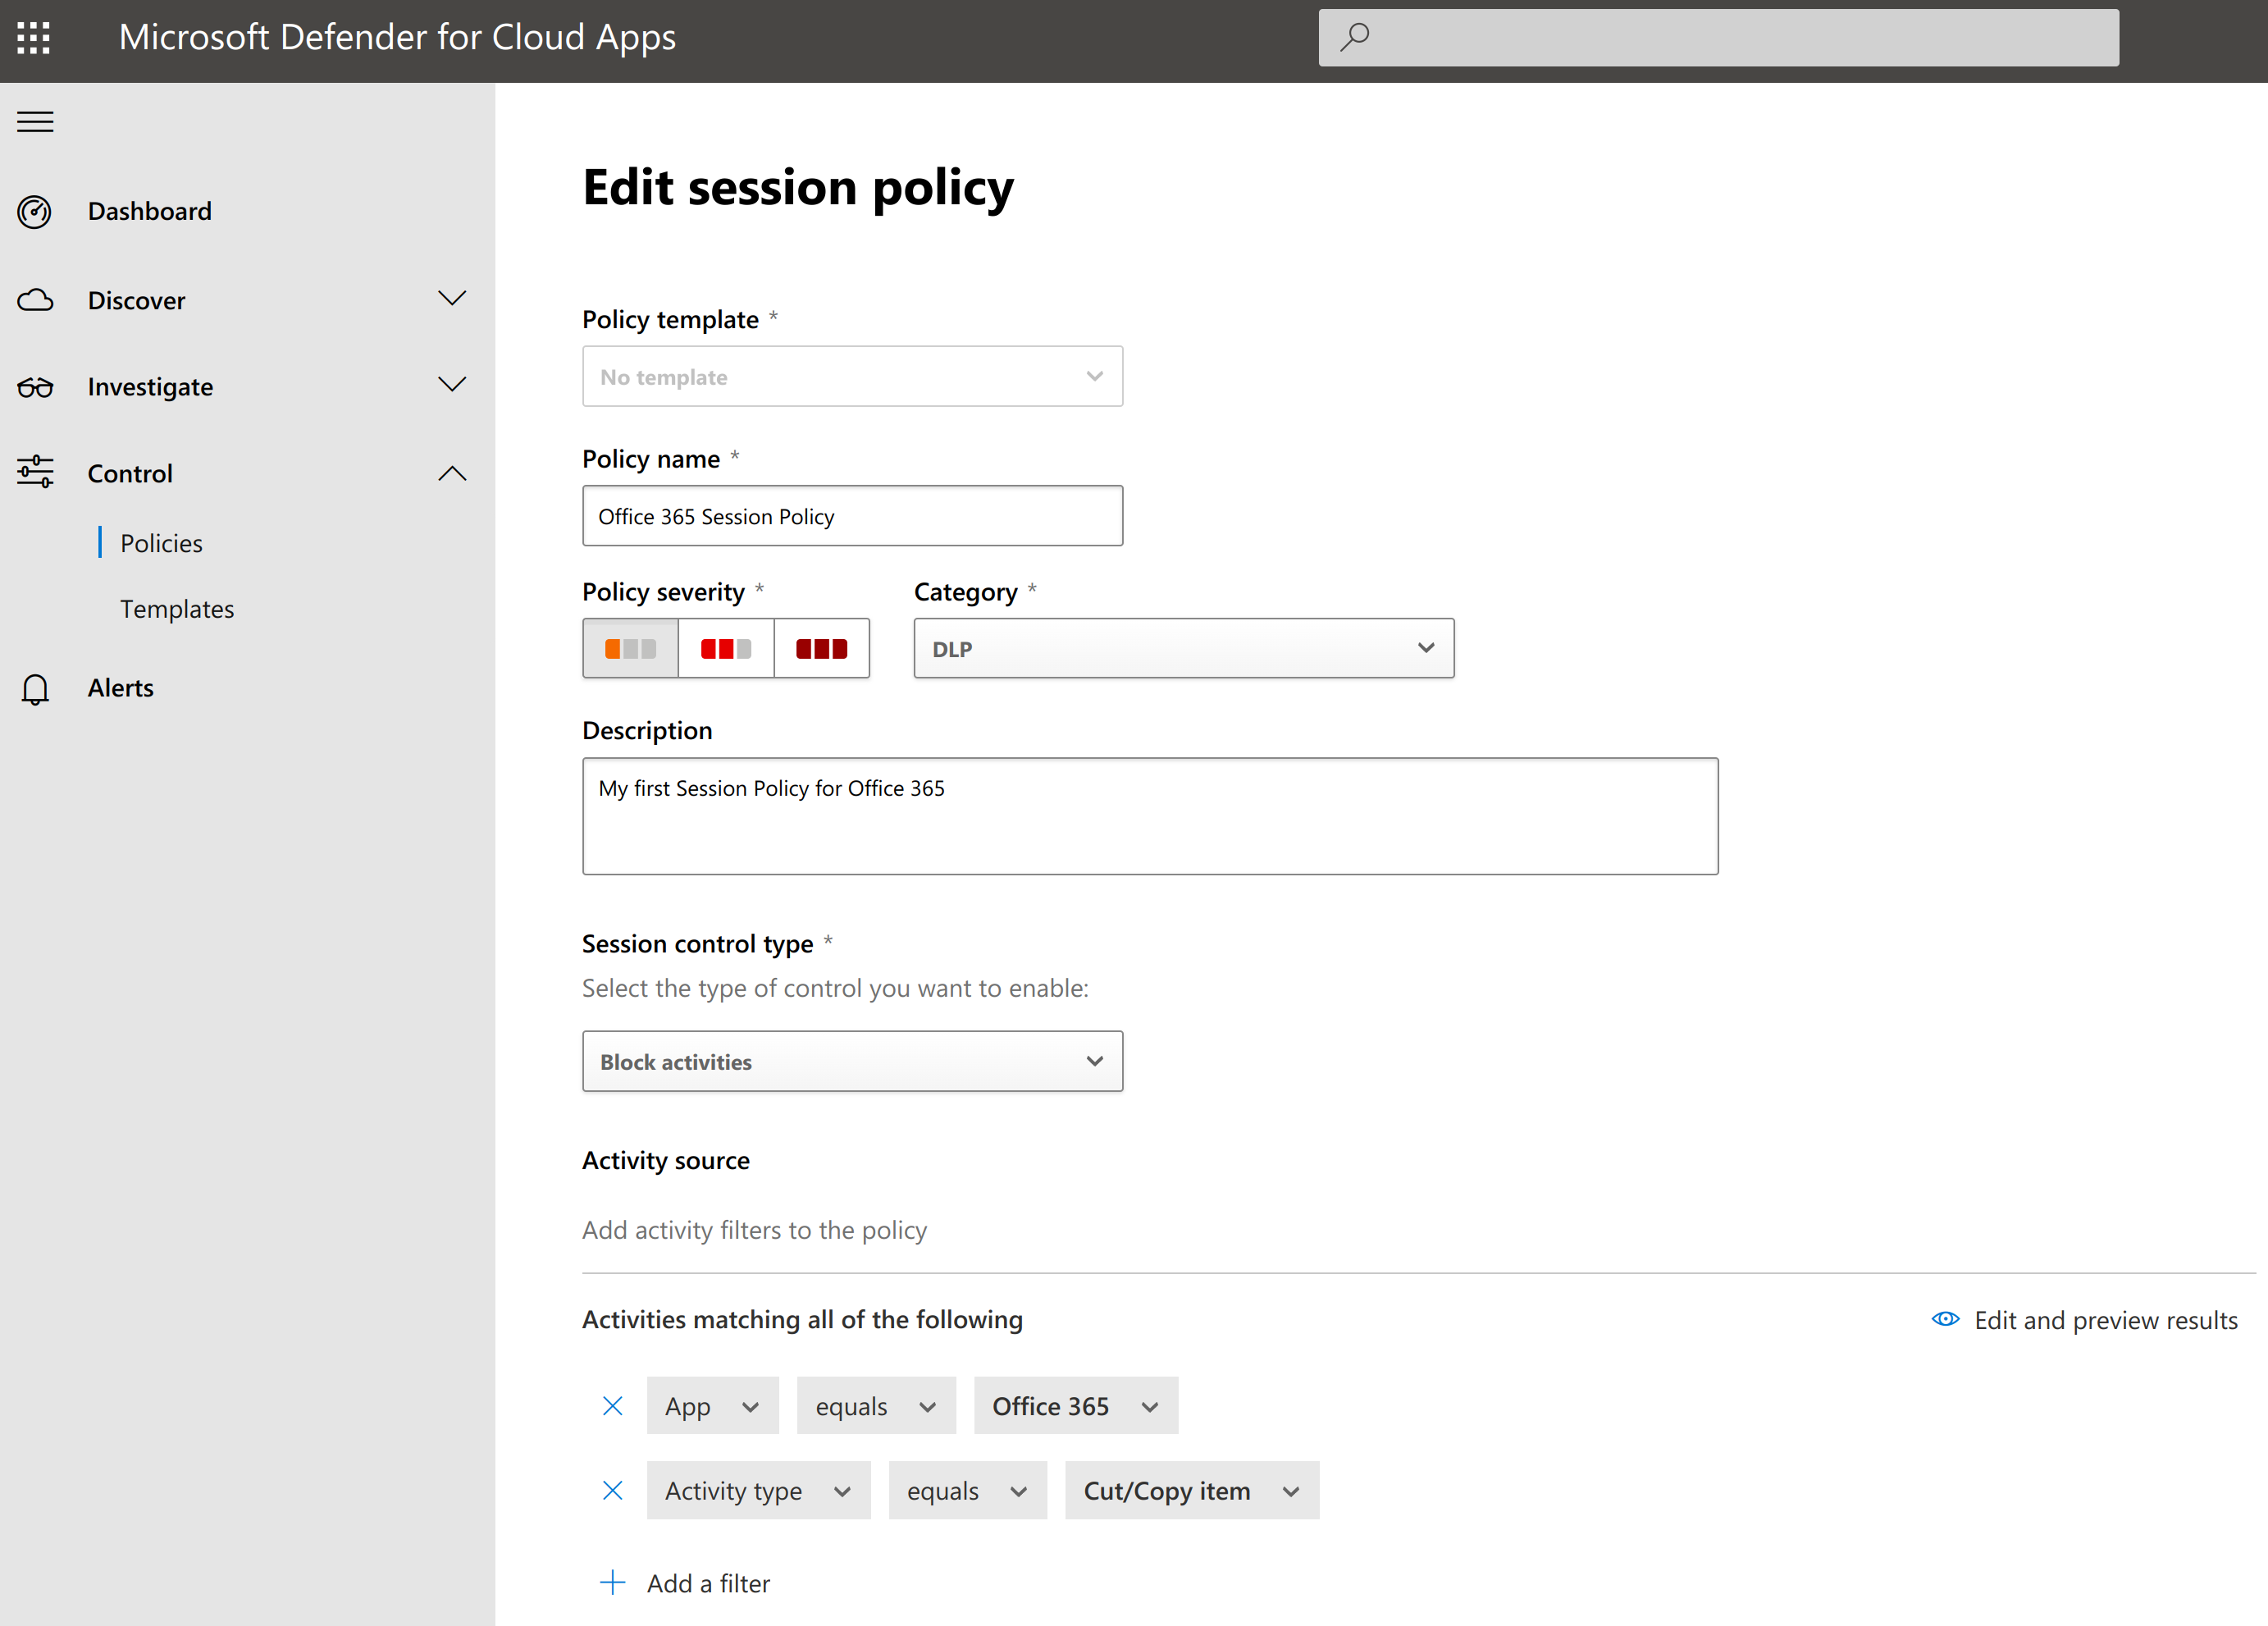 Microsoft Defender for Cloud Apps
Dashboard
Discover
Investigate
Control
Policies
Templates
Alerts
Edit session policy
Policy template *
No template
Policy name *
Office 365 Session Policy
Policy severity *
Category *
DLP
Description
My first Session Policy for Office 365
Session control type *
Select the type of control you want to enable:
Block activities
Activity source
Add activity filters to the policy
Activities matching all of the following
Edit and preview results
App equals Office 365
Activity type equals Cut/Copy item
Add a filter